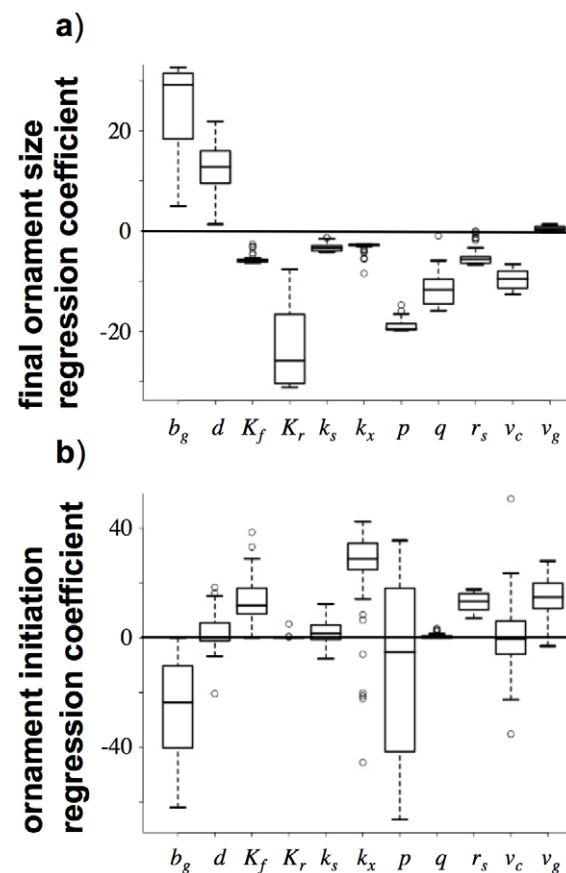 a)
final ornament size
regression coefficient
20
0
-20
b_g d K_f K_r k_s k_x p q r_s v_c v_g
b)
ornament initiation
regression coefficient
40
0
-40
b_g d K_f K_r k_s k_x p q r_s v_c v_g